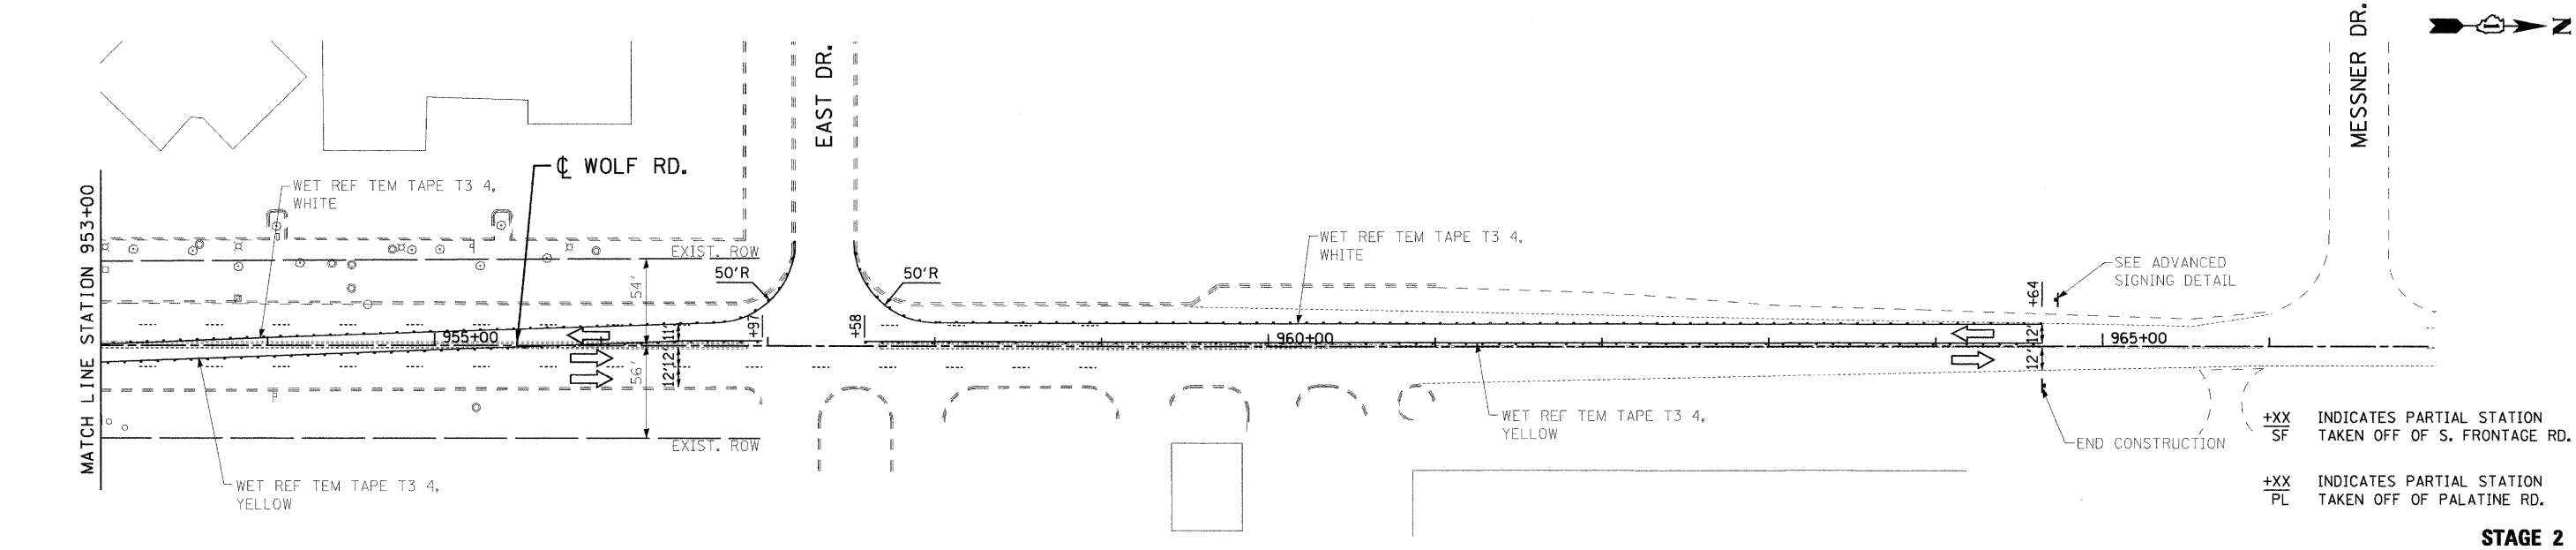 MESSNER DR.
N
EAST DR.
℄ WOLF RD.
WET REF TEM TAPE T3 4,
WHITE
MATCH LINE STATION 953+00
EXIST. ROW
50'R
50'R
WET REF TEM TAPE T3 4,
WHITE
SEE ADVANCED
SIGNING DETAIL
+64
54'
+97
+58
955+00
11'
12'
12'
56'
960+00
12'
12'
965+00
WET REF TEM TAPE T3 4,
YELLOW
EXIST. ROW
END CONSTRUCTION
WET REF TEM TAPE T3 4,
YELLOW
+XX INDICATES PARTIAL STATION
SF TAKEN OFF OF S. FRONTAGE RD.
+XX INDICATES PARTIAL STATION
PL TAKEN OFF OF PALATINE RD.
STAGE 2